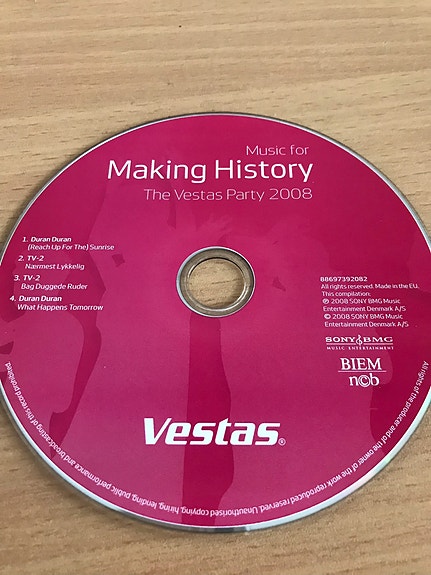 Music for
Making History
The Vestas Party 2008
1. Duran Duran
(Reach Up For The) Sunrise
2. TV-2
Nærmest Lykkelig
3. TV-2
Bag Duggede Ruder
4. Duran Duran
What Happens Tomorrow
88697392082
All rights reserved. Made in the EU.
This compilation:
℗ 2008 SONY BMG Music
Entertainment Denmark A/S
© 2008 SONY BMG Music
Entertainment Denmark A/S
SONY BMG
MUSIC ENTERTAINMENT
BIEM
ncb
Vestas®
All rights of the producer and of the owner of the work reproduced reserved. Unauthorised copying, hiring, lending, public performance and broadcasting of this record prohibited.